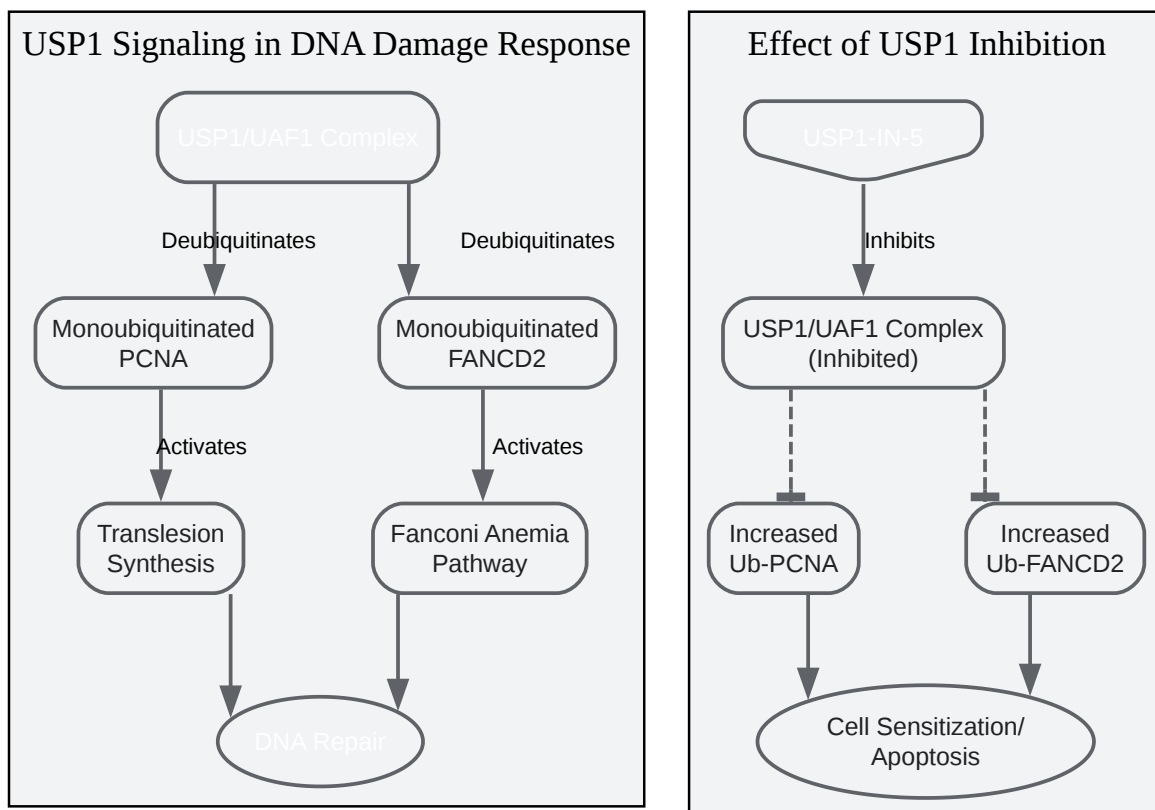 USP1 Signaling in DNA Damage Response
USP1/UAF1 Complex
Deubiquitinates
Deubiquitinates
Monoubiquitinated
PCNA
Monoubiquitinated
FANCD2
Activates
Activates
Translesion
Synthesis
Fanconi Anemia
Pathway
DNA Repair
Effect of USP1 Inhibition
USP1-IN-5
Inhibits
USP1/UAF1 Complex
(Inhibited)
Increased
Ub-PCNA
Increased
Ub-FANCD2
Cell Sensitization/
Apoptosis